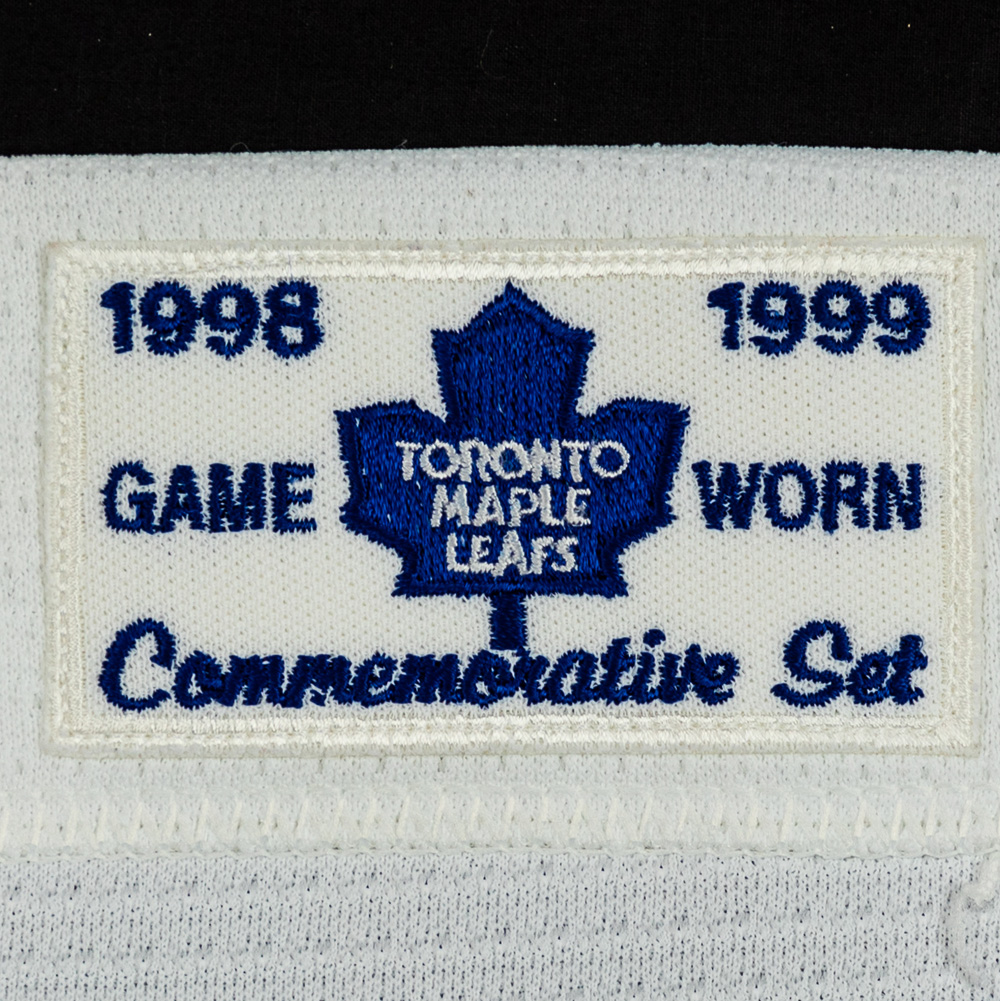 1998 1999
GAME WORN
TORONTO
MAPLE
LEAFS
Commemorative Set